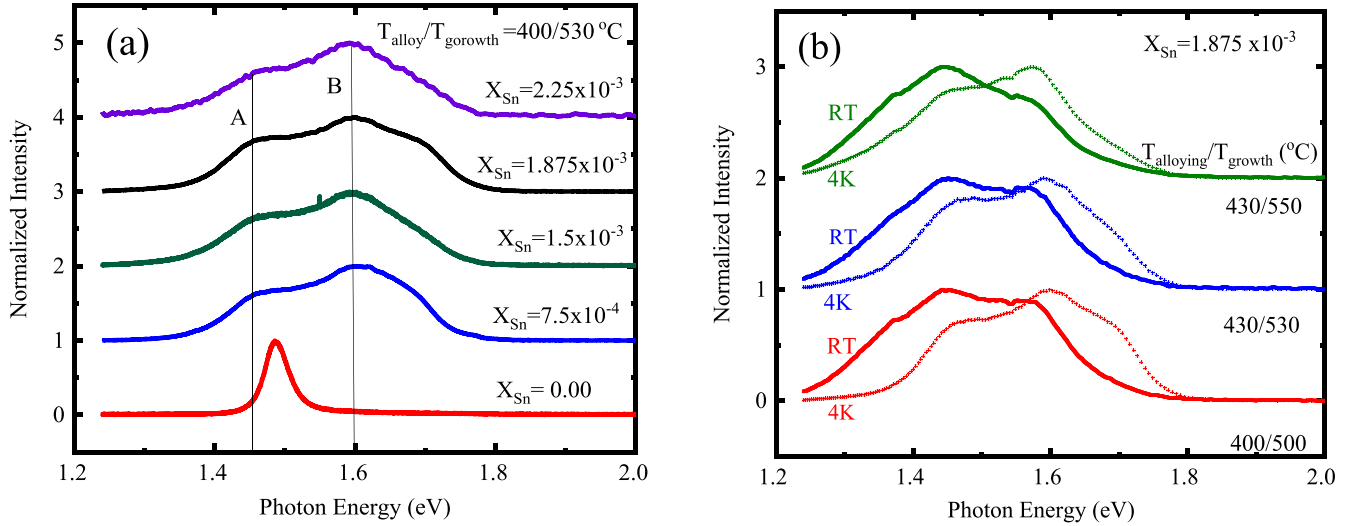 (a)
T_alloy/T_gorowth =400/530 ºC
B
X_Sn= 2.25x10^-3
A
X_Sn=1.875x10^-3
X_Sn=1.5x10^-3
X_Sn=7.5x10^-4
X_Sn= 0.00
5
4
3
2
1
0
Normalized Intensity
1.2 1.4 1.6 1.8 2.0
Photon Energy (eV)
(b)
X_Sn=1.875 x10^-3
RT
4K
T_alloying/T_growth (ºC)
430/550
RT
4K
430/530
RT
4K
400/500
3
2
1
0
Normalized Intensity
1.2 1.4 1.6 1.8 2.0
Photon Energy (eV)